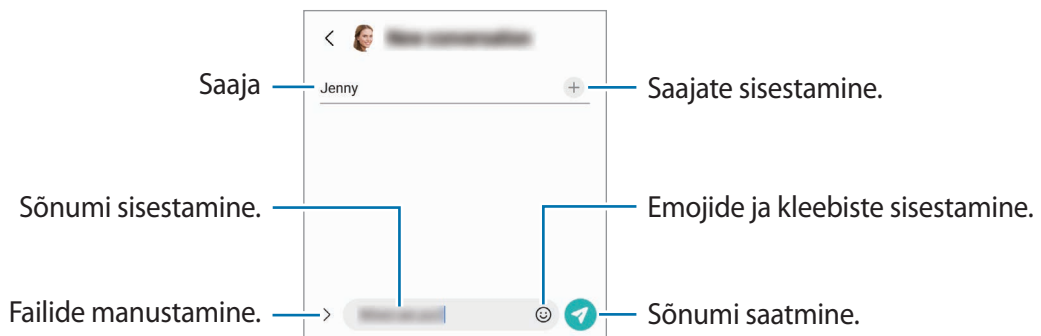 Saaja
Jenny
Saajate sisestamine.
Sõnumi sisestamine.
Emojide ja kleebiste sisestamine.
Failide manustamine.
Sõnumi saatmine.